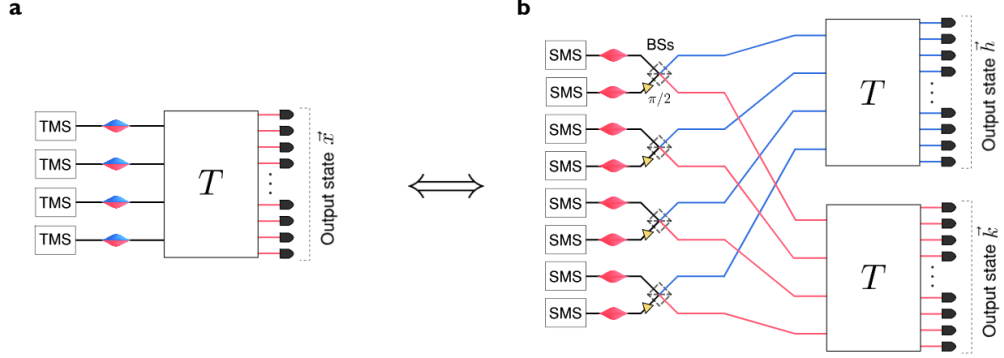 a
TMS
TMS
TMS
TMS
T
Output state x⃗
b
SMS
SMS
SMS
SMS
SMS
SMS
SMS
SMS
BSs
π/2
T
T
Output state h⃗
Output state k⃗